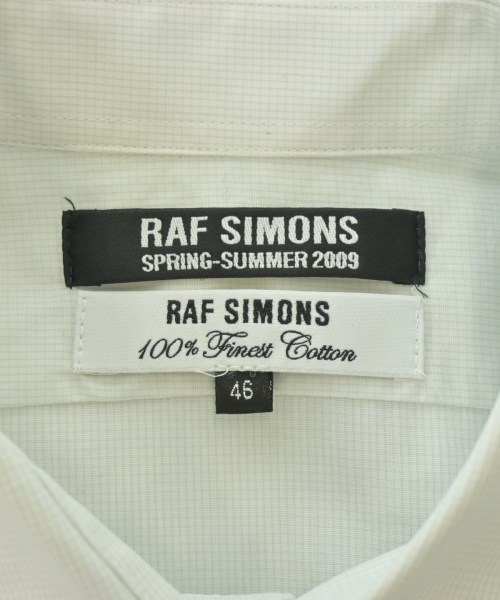 RAF SIMONS
SPRING-SUMMER 2009
RAF SIMONS
100% Finest Cotton
46